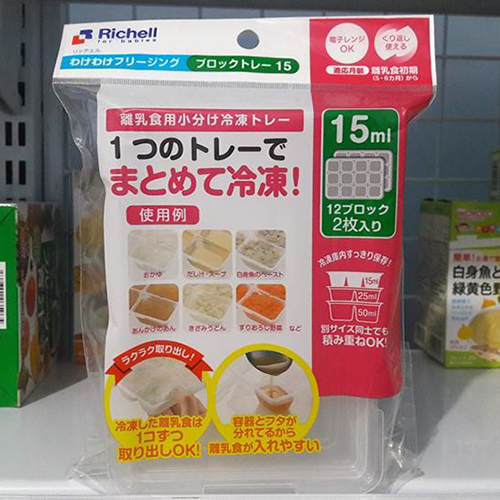 Richell
for babies
リッチェル
わけわけフリージング ブロックトレー 15
電子レンジ
OK
くり返し
使える
適応月齢 離乳食初期
(5・6カ月)から
離乳食用小分け冷凍トレー
1つのトレーで
まとめて冷凍!
使用例
おかゆ
だし汁・スープ
白身魚のペースト
あんかけのあん
きざみうどん
すりおろし野菜 など
15ml
12ブロック
2枚入り
冷凍庫内すっきり保存!
15ml
25ml
50ml
別サイズ同士でも
積み重ねOK!
ラクラク取り出し!
冷凍した離乳食は
1コずつ
取り出しOK!
容器とフタが
分れてるから
離乳食が入れやすい
簡単!
白身魚と
緑黄色野